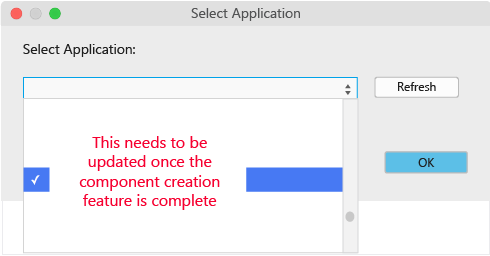 Select Application
Select Application:
Refresh
This needs to be
updated once the
component creation
feature is complete
OK